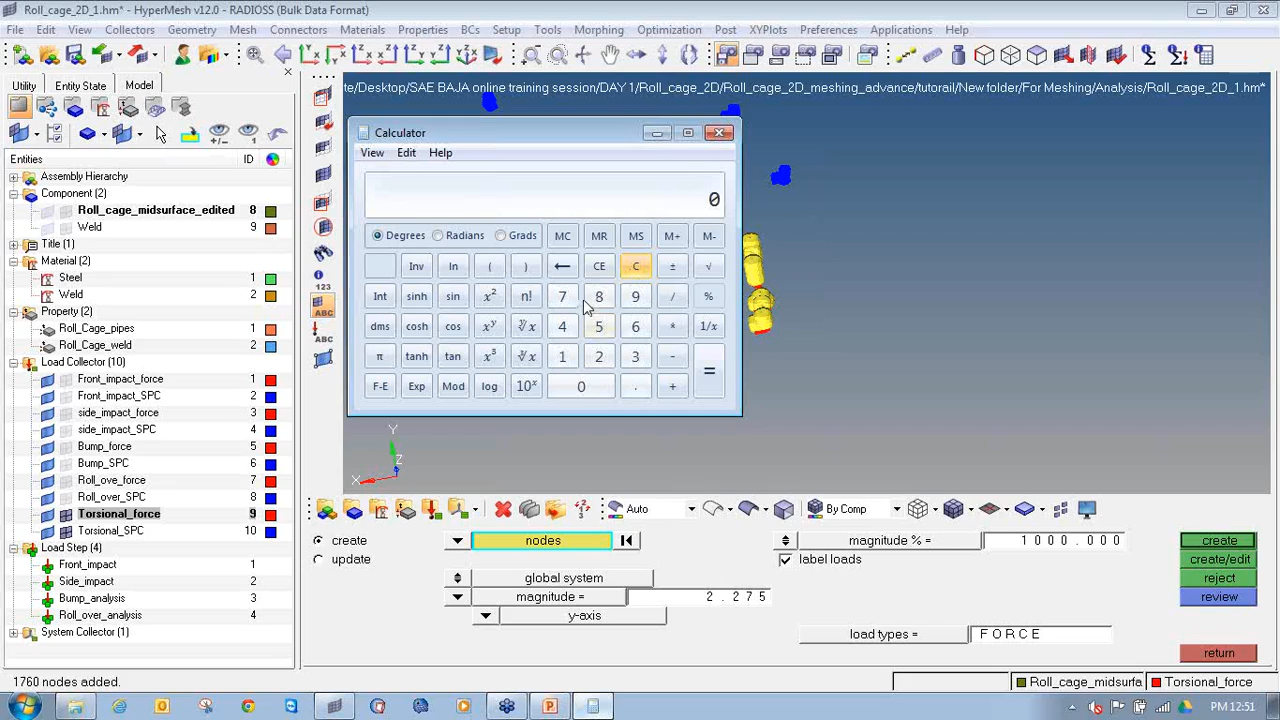 Roll_cage_2D_1.hm* - HyperMesh v12.0 - RADIOSS (Bulk Data Format)
File Edit View Collectors Geometry Mesh Connectors Materials Properties BCs Setup Tools Morphing Optimization Post XYPlots Preferences Applications Help
Utility Entity State Model
te/Desktop/SAE BAJA online training session/DAY 1/Roll_cage_2D/Roll_cage_2D_meshing_advance/tutorail/New folder/For Meshing/Analysis/Roll_cage_2D_1.hm*
Entities ID
Assembly Hierarchy
Component (2)
Roll_cage_midsurface_edited 8
Weld 9
Title (1)
Material (2)
Steel 1
Weld 2
Property (2)
Roll_Cage_pipes 1
Roll_Cage_weld 2
Load Collector (10)
Front_impact_force 1
Front_impact_SPC 2
side_impact_force 3
side_impact_SPC 4
Bump_force 5
Bump_SPC 6
Roll_ove_force 7
Roll_over_SPC 8
Torsional_force 9
Torsional_SPC 10
Load Step (4)
Front_impact 1
Side_impact 2
Bump_analysis 3
Roll_over_analysis 4
System Collector (1)
123
ABC
ABC
Calculator
View Edit Help
0
Degrees Radians Grads MC MR MS M+ M-
Inv ln ( ) ← CE C ± √
Int sinh sin x² n! 7 8 9 / %
dms cosh cos xʸ ʸ√x 4 5 6 * 1/x
π tanh tan x³ ³√x 1 2 3 - =
F-E Exp Mod log 10ˣ 0 . +
Y
Z
X
Auto By Comp
create nodes magnitude % = 1000.000 create
update label loads create/edit
global system reject
magnitude = 2.275 review
y-axis
load types = FORCE
return
1760 nodes added. Roll_cage_midsurfa Torsional_force
PM 12:51